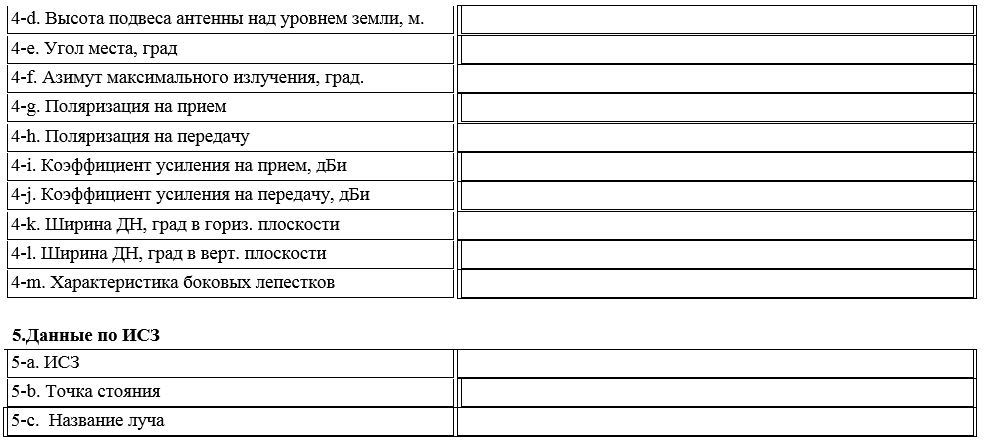 4-d. Высота подвеса антенны над уровнем земли, м.
4-e. Угол места, град
4-f. Азимут максимального излучения, град.
4-g. Поляризация на прием
4-h. Поляризация на передачу
4-i. Коэффициент усиления на прием, дБи
4-j. Коэффициент усиления на передачу, дБи
4-k. Ширина ДН, град в гориз. плоскости
4-l. Ширина ДН, град в верт. плоскости
4-m. Характеристика боковых лепестков
5.Данные по ИСЗ
5-a. ИСЗ
5-b. Точка стояния
5-c. Название луча